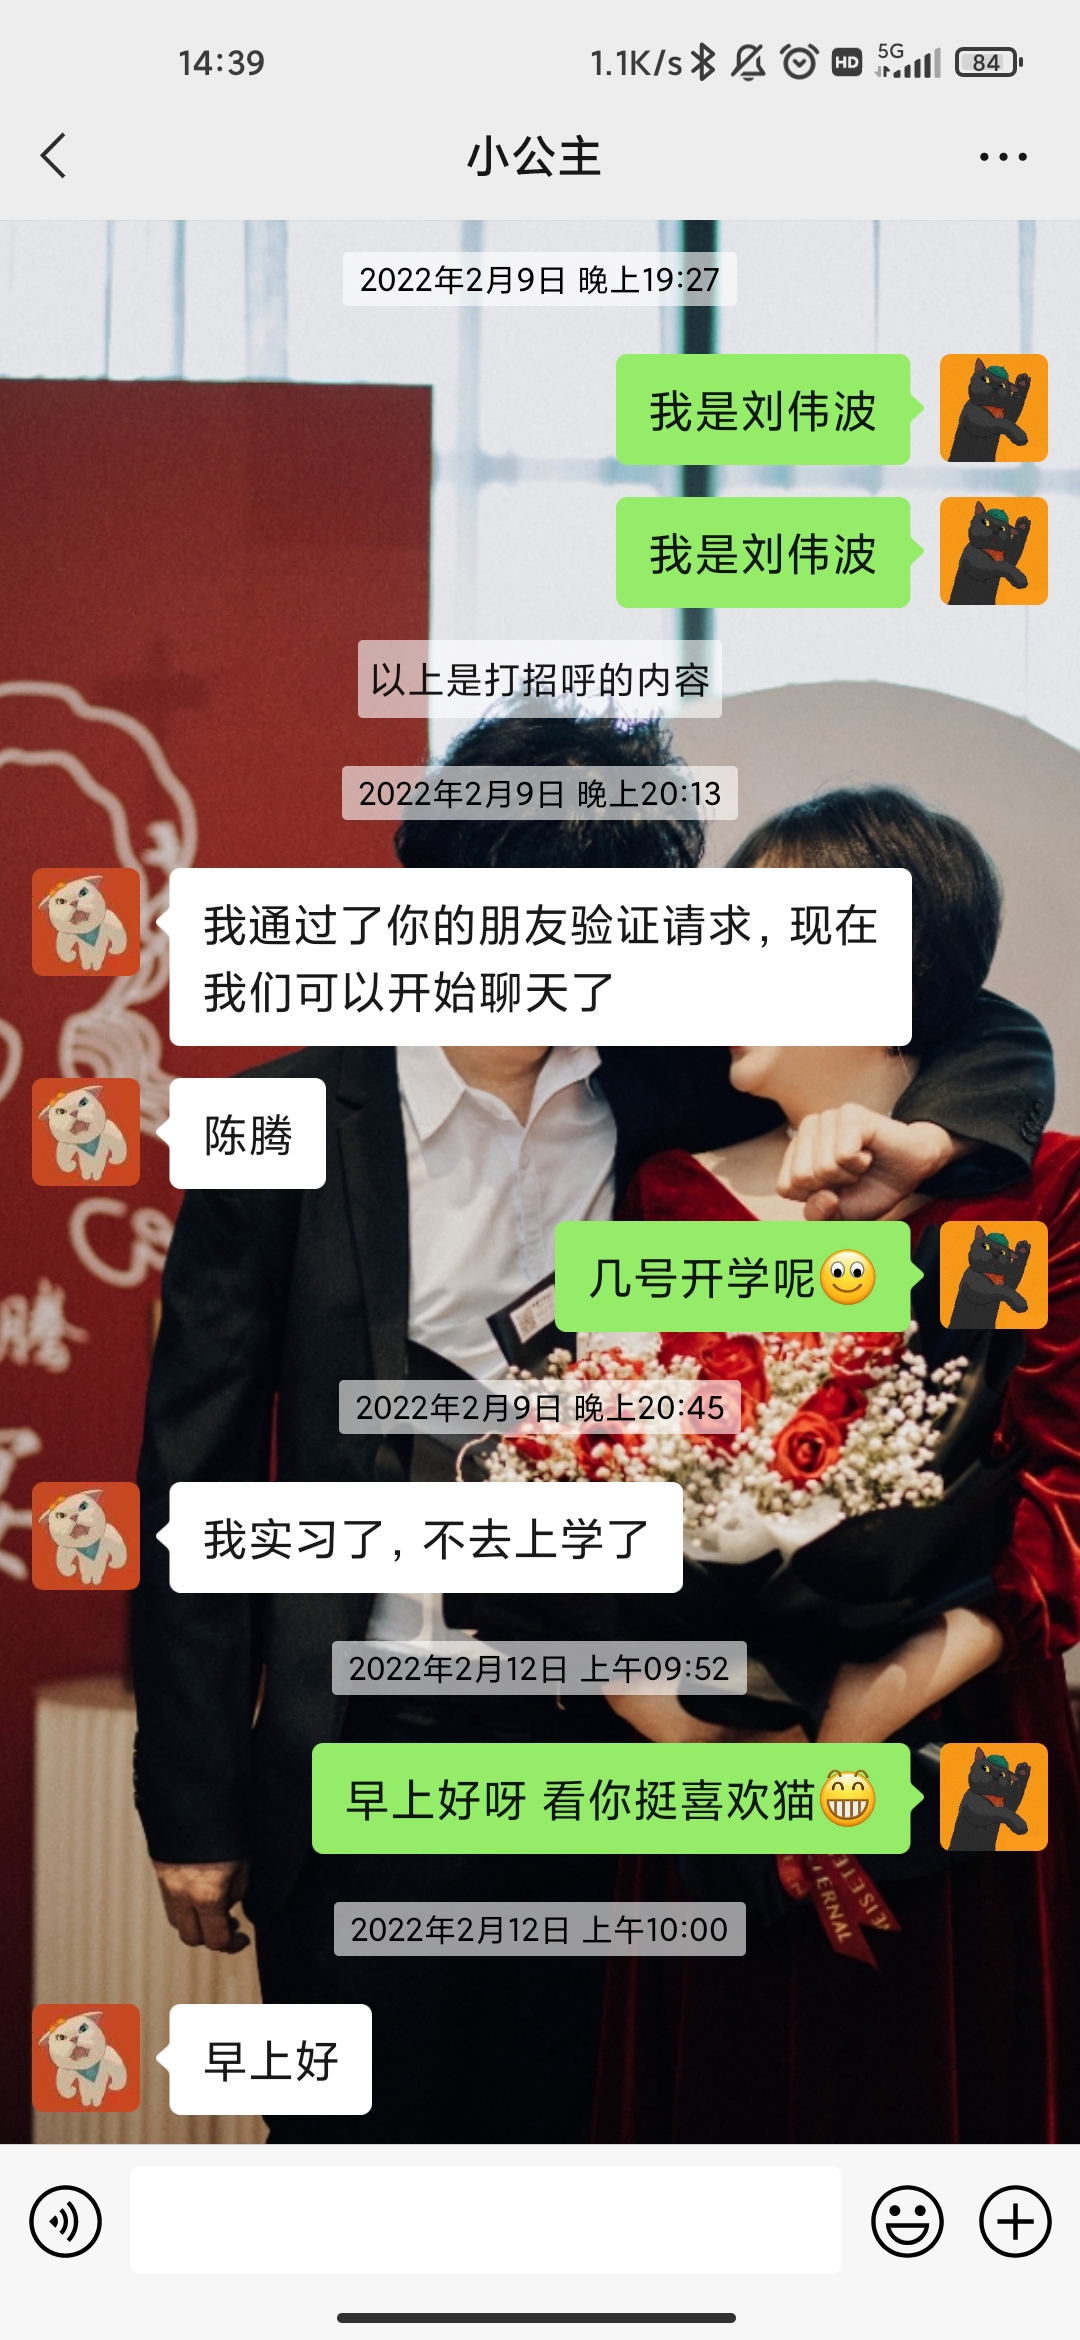 14:39
1.1K/s HD 5G 84
小公主
2022年2月9日 晚上19:27
我是刘伟波
我是刘伟波
以上是打招呼的内容
2022年2月9日 晚上20:13
我通过了你的朋友验证请求，现在
我们可以开始聊天了
陈腾
几号开学呢
2022年2月9日 晚上20:45
我实习了，不去上学了
2022年2月12日 上午09:52
早上好呀 看你挺喜欢猫
2022年2月12日 上午10:00
早上好
腾